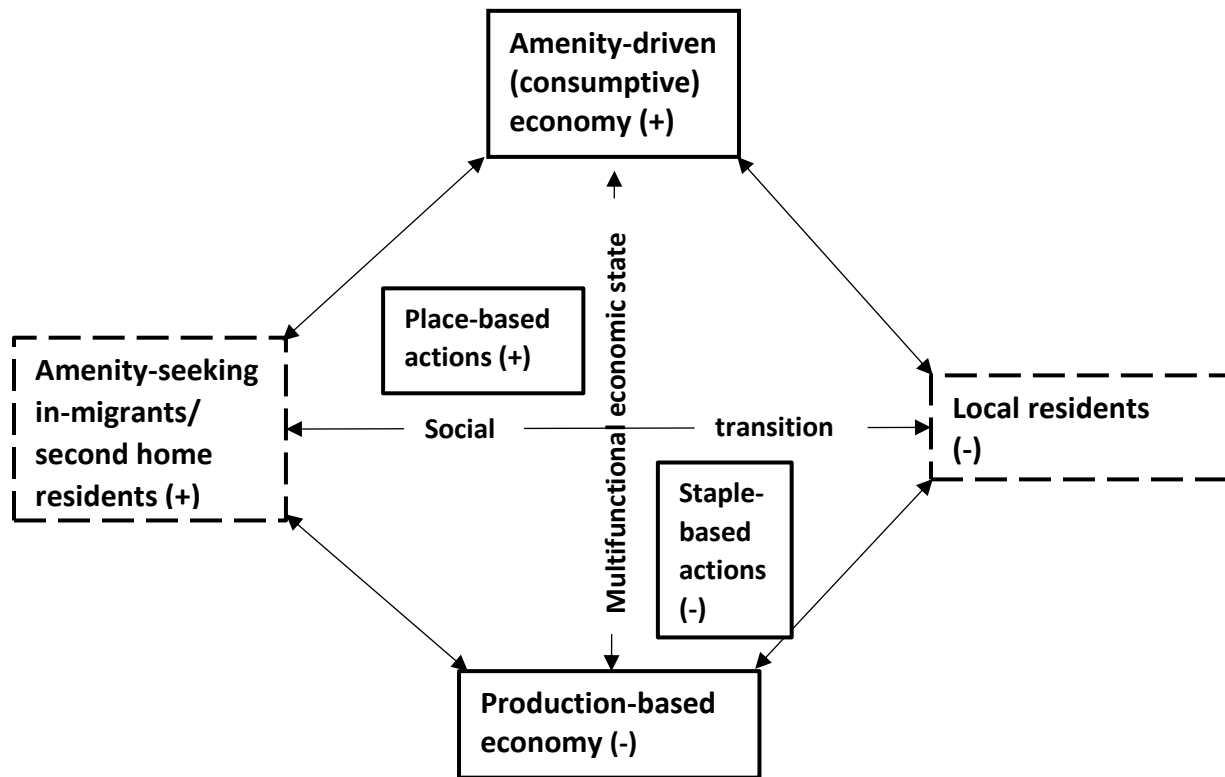 Amenity-driven
(consumptive)
economy (+)
Multifunctional economic state
Place-based
actions (+)
Amenity-seeking
in-migrants/
second home
residents (+)
Social
transition
Local residents
(-)
Staple-
based
actions
(-)
Production-based
economy (-)